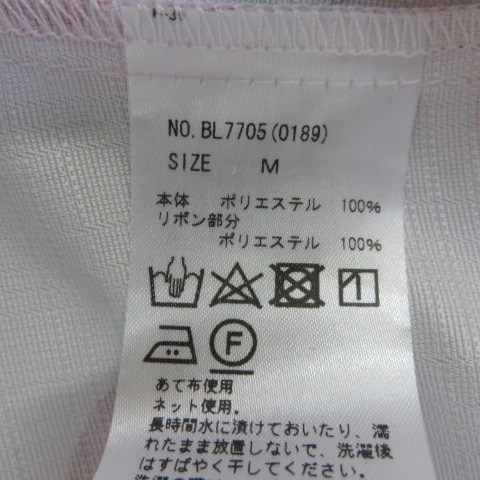 NO.BL7705(0189)
SIZE M
本体 ポリエステル 100%
リボン部分
ポリエステル 100%
F
あて布使用
ネット使用。
長時間水に漬けておいたり、濡
れたまま放置しないで、洗濯後
はすばやく干してください。